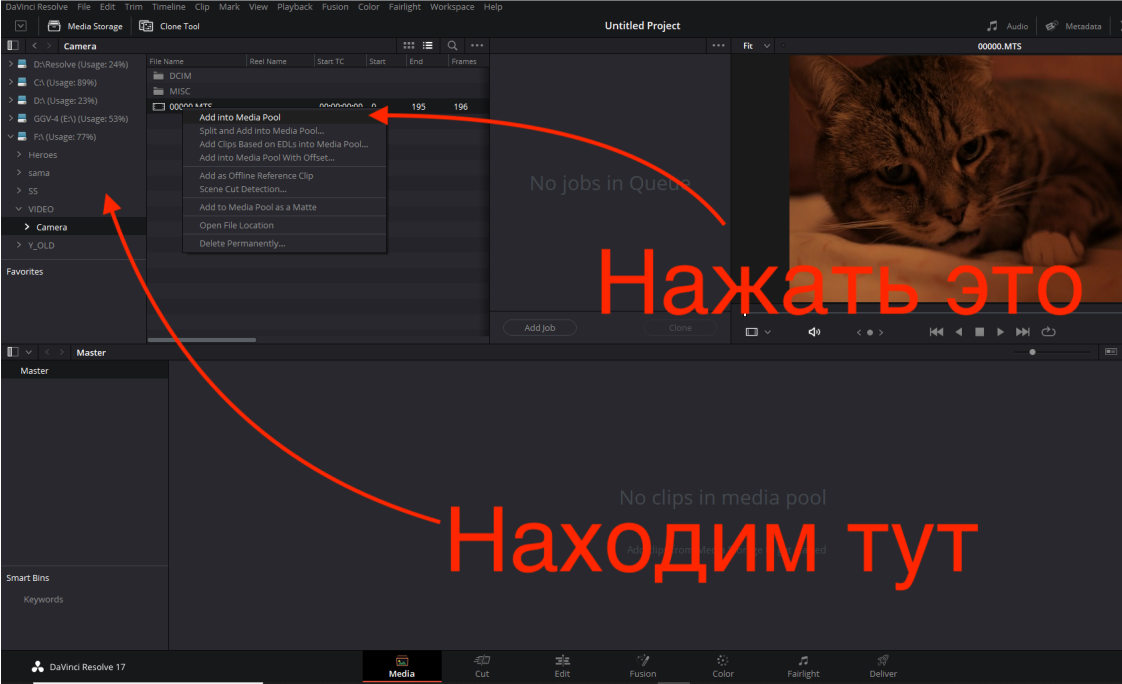 DaVinci Resolve File Edit Trim Timeline Clip Mark View Playback Fusion Color Fairlight Workspace Help
Media Storage Clone Tool Untitled Project Audio Metadata
Camera Fit 00000.MTS
File Name Reel Name Start TC Start End Frames
D:\Resolve (Usage: 24%)
C:\ (Usage: 89%)
D:\ (Usage: 23%)
GGV-4 (E:\) (Usage: 53%)
F:\ (Usage: 77%)
Heroes
sama
SS
VIDEO
Camera
Y_OLD
Favorites
DCIM
MISC
00000.MTS 00:00:00:00 0 195 196
Add into Media Pool
Split and Add into Media Pool...
Add Clips Based on EDLs into Media Pool...
Add into Media Pool With Offset...
Add as Offline Reference Clip
Scene Cut Detection...
Add to Media Pool as a Matte
Open File Location
Delete Permanently...
No jobs in Queue
Нажать это
Add Job Clone
Master
Master
No clips in media pool
Находим тут
Smart Bins
Keywords
DaVinci Resolve 17
Media Cut Edit Fusion Color Fairlight Deliver